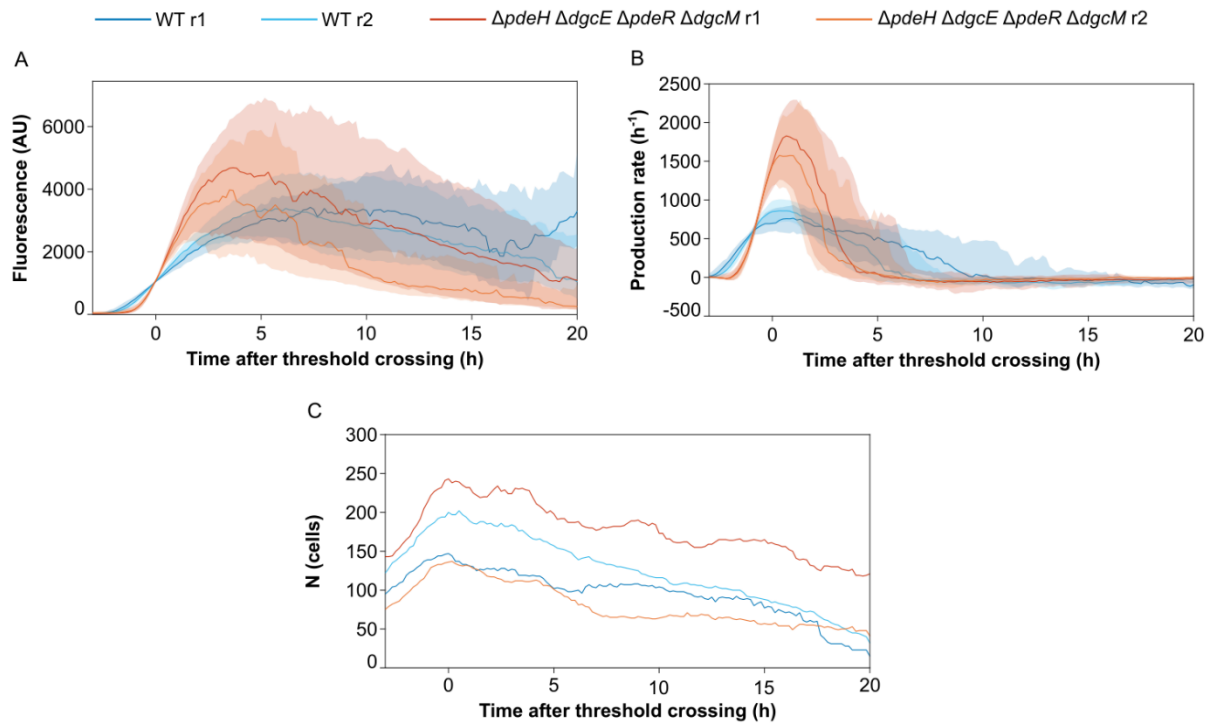 WT r1 WT r2 ΔpdeH ΔdgcE ΔpdeR ΔdgcM r1 ΔpdeH ΔdgcE ΔpdeR ΔdgcM r2
A
Fluorescence (AU)
6000
4000
2000
0
0 5 10 15 20
Time after threshold crossing (h)
B
Production rate (h⁻¹)
2500
2000
1500
1000
500
0
-500
0 5 10 15 20
Time after threshold crossing (h)
C
N (cells)
300
250
200
150
100
50
0
0 5 10 15 20
Time after threshold crossing (h)